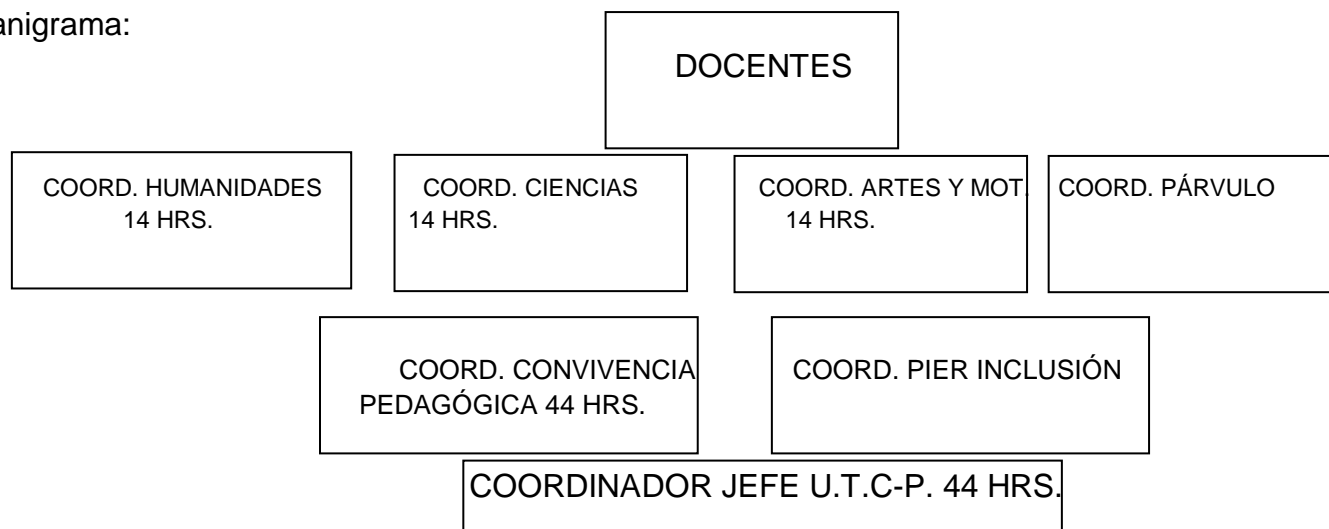 anigrama:
DOCENTES
COORD. HUMANIDADES
14 HRS.
COORD. CIENCIAS
14 HRS.
COORD. ARTES Y MOT.
14 HRS.
COORD. PÁRVULO
COORD. CONVIVENCIA
PEDAGÓGICA 44 HRS.
COORD. PIER INCLUSIÓN
COORDINADOR JEFE U.T.C-P. 44 HRS.